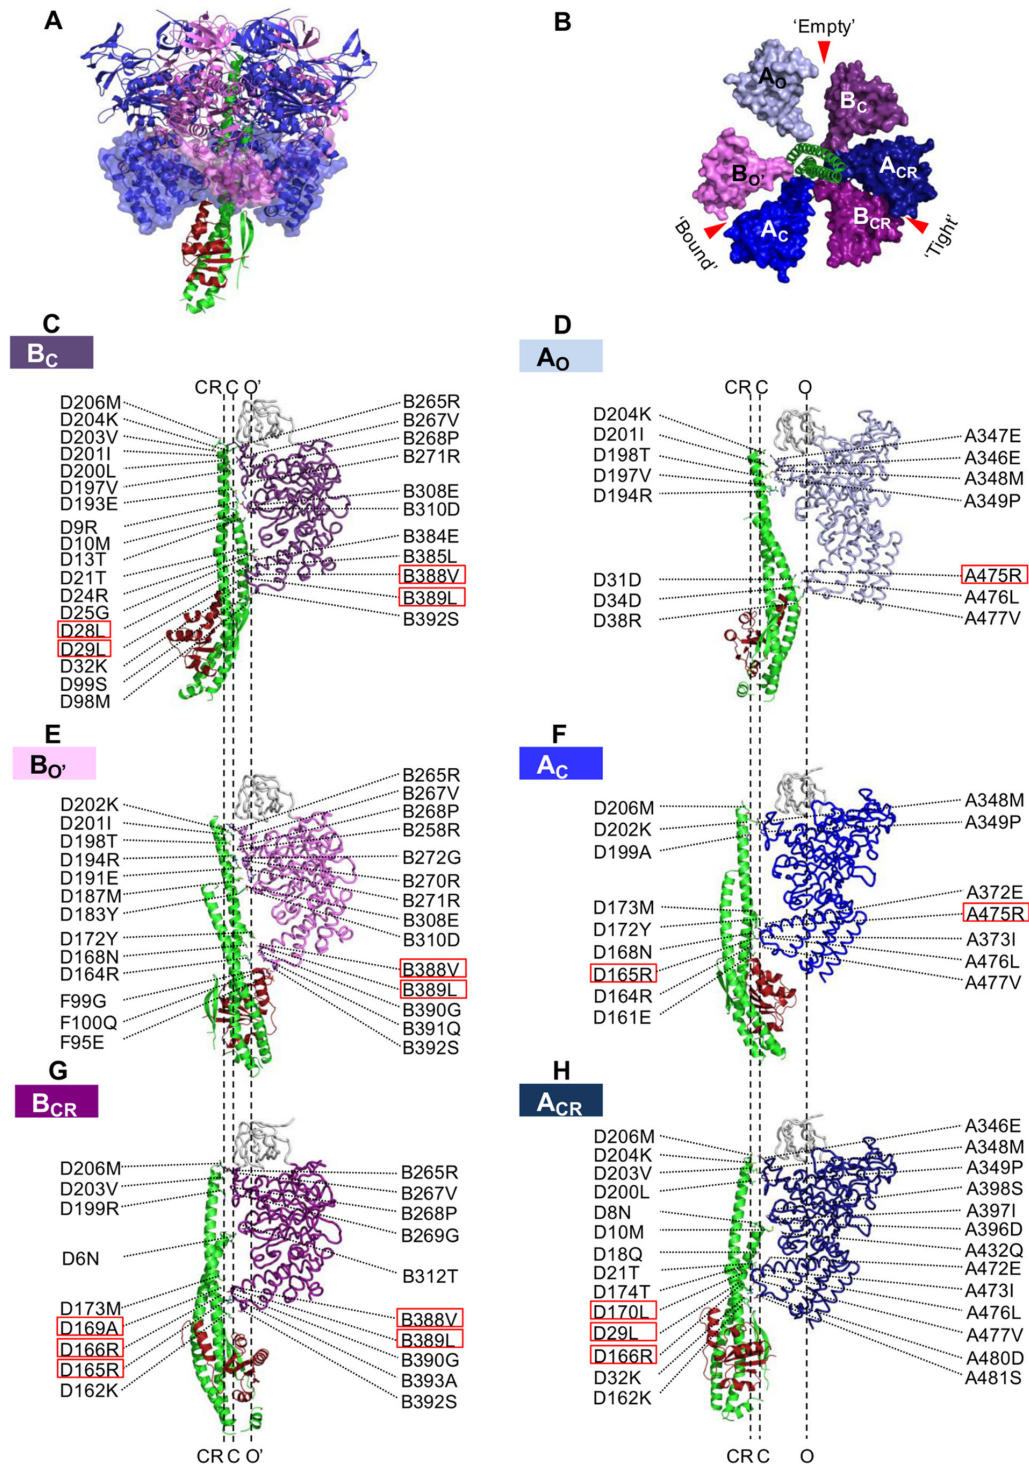 A
B
'Empty'
AO
BC
BO'
ACR
AC
BCR
'Bound'
'Tight'
C
BC
CR C O'
D206M
D204K
D203V
D201I
D200L
D197V
D193E
D9R
D10M
D13T
D21T
D24R
D25G
D28L
D29L
D32K
D99S
D98M
B265R
B267V
B268P
B271R
B308E
B310D
B384E
B385L
B388V
B389L
B392S
D
AO
CR C O
D204K
D201I
D198T
D197V
D194R
D31D
D34D
D38R
A347E
A346E
A348M
A349P
A475R
A476L
A477V
E
BO'
D202K
D201I
D198T
D194R
D191E
D187M
D183Y
D172Y
D168N
D164R
F99G
F100Q
F95E
B265R
B267V
B268P
B258R
B272G
B270R
B271R
B308E
B310D
B388V
B389L
B390G
B391Q
B392S
F
AC
D206M
D202K
D199A
D173M
D172Y
D168N
D165R
D164R
D161E
A348M
A349P
A372E
A475R
A373I
A476L
A477V
G
BCR
D206M
D203V
D199R
D6N
D173M
D169A
D166R
D165R
D162K
B265R
B267V
B268P
B269G
B312T
B388V
B389L
B390G
B393A
B392S
CR C O'
H
ACR
D206M
D204K
D203V
D200L
D8N
D10M
D18Q
D21T
D174T
D170L
D29L
D166R
D32K
D162K
A346E
A348M
A349P
A398S
A397I
A396D
A432Q
A472E
A473I
A476L
A477V
A480D
A481S
CR C O